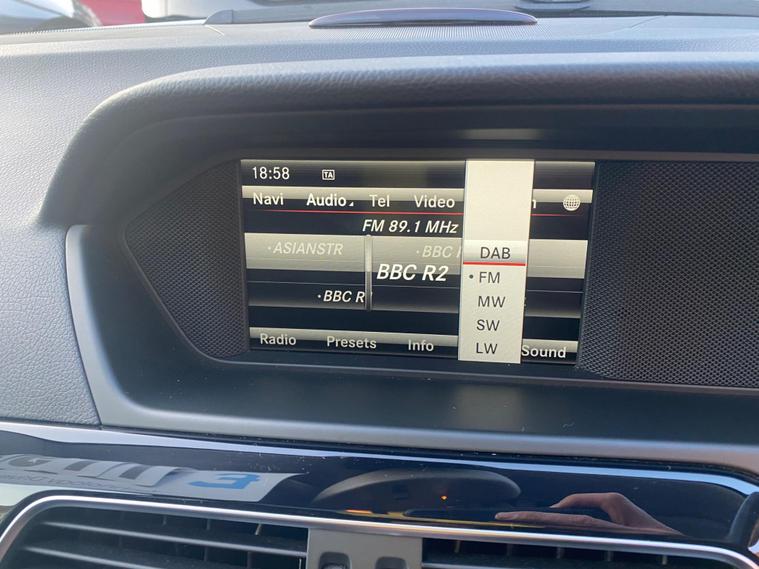 18:58 TA
Navi Audio Tel Video
FM 89.1 MHz
•ASIANSTR •BBC
BBC R2
•BBC R
DAB
•FM
MW
SW
LW
Radio Presets Info Sound